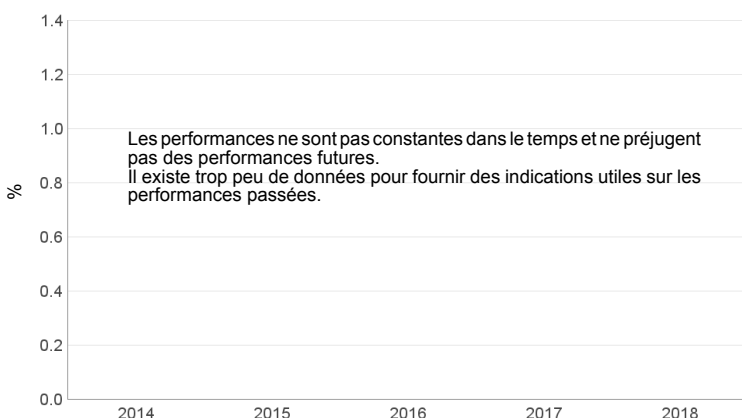 1.4
1.2
1.0
0.8
0.6
0.4
0.2
0.0
%
Les performances ne sont pas constantes dans le temps et ne préjugent
pas des performances futures.
Il existe trop peu de données pour fournir des indications utiles sur les
performances passées.
2014 2015 2016 2017 2018